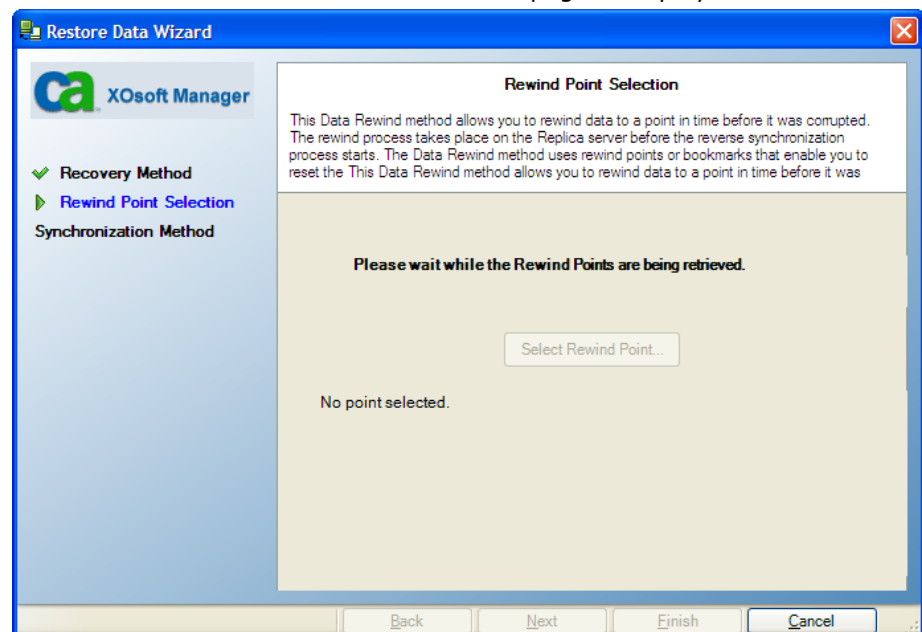 Restore Data Wizard
ca
XOsoft Manager
Recovery Method
Rewind Point Selection
Synchronization Method
Rewind Point Selection
This Data Rewind method allows you to rewind data to a point in time before it was corrupted.
The rewind process takes place on the Replica server before the reverse synchronization
process starts. The Data Rewind method uses rewind points or bookmarks that enable you to
reset the This Data Rewind method allows you to rewind data to a point in time before it was
Please wait while the Rewind Points are being retrieved.
Select Rewind Point...
No point selected.
Back
Next
Finish
Cancel